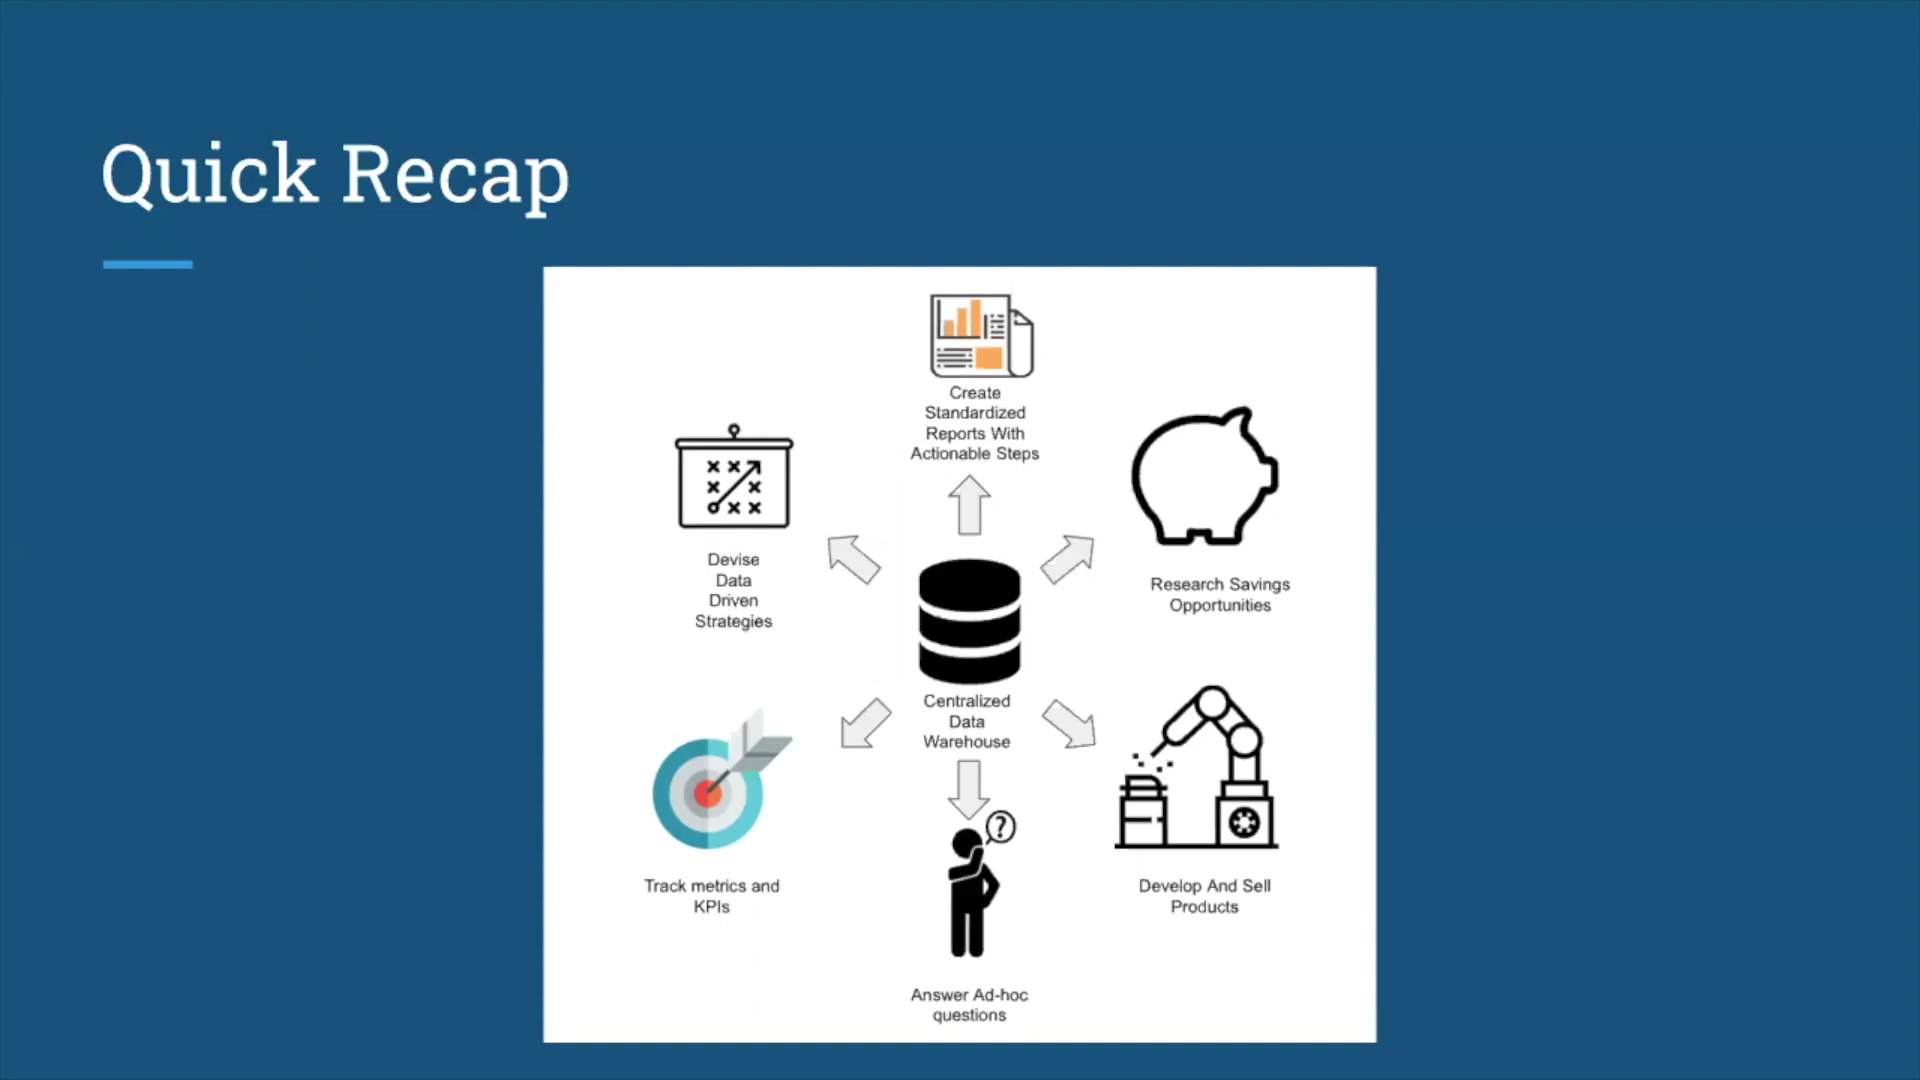 Quick Recap
Create
Standardized
Reports With
Actionable Steps
Devise
Data
Driven
Strategies
Research Savings
Opportunities
Centralized
Data
Warehouse
?
Track metrics and
KPIs
Develop And Sell
Products
Answer Ad-hoc
questions